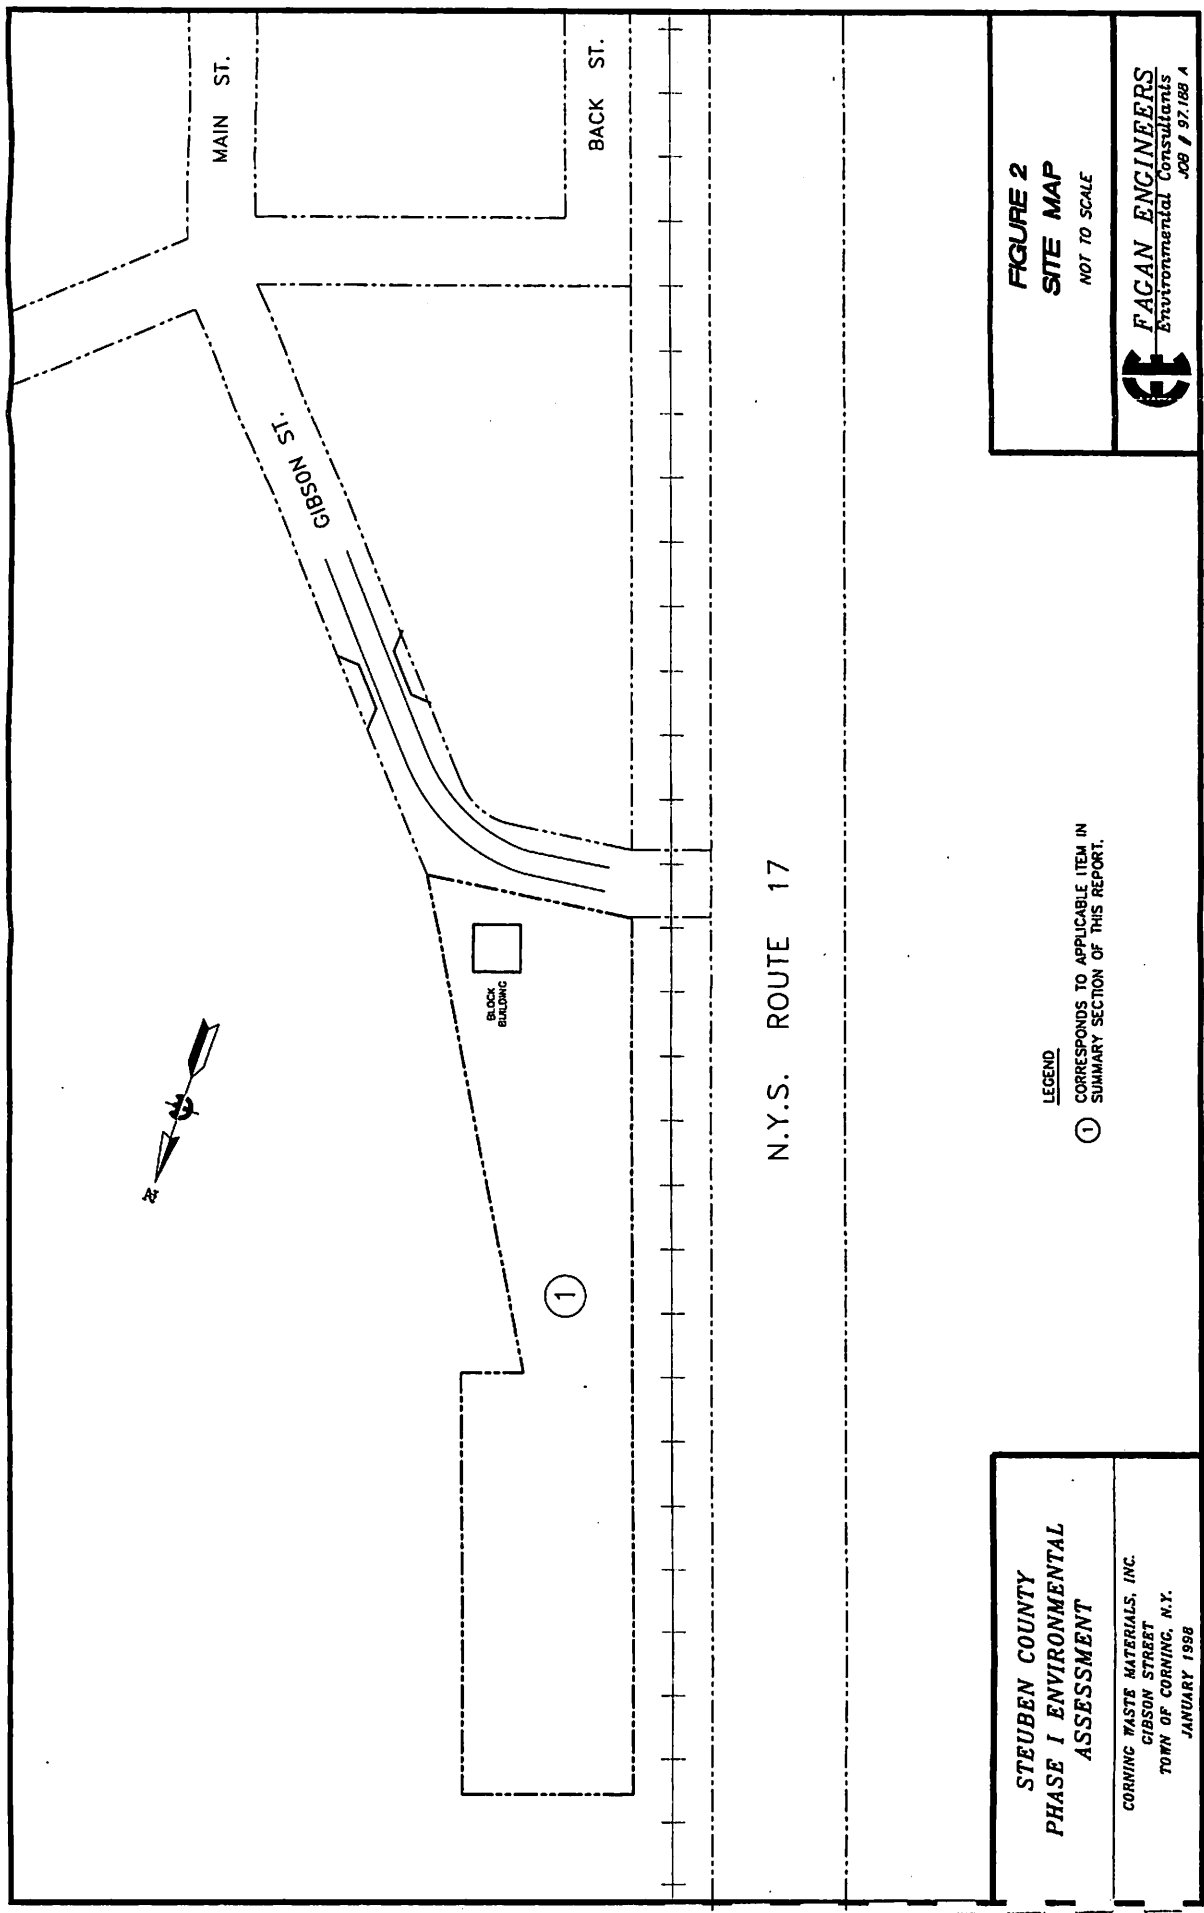 MAIN ST.
BACK ST.
GIBSON ST.
BLOCK
BUILDING
N
1
N.Y.S. ROUTE 17
LEGEND
1 CORRESPONDS TO APPLICABLE ITEM IN
SUMMARY SECTION OF THIS REPORT.
STEUBEN COUNTY
PHASE I ENVIRONMENTAL
ASSESSMENT
CORNING WASTE MATERIALS, INC.
GIBSON STREET
TOWN OF CORNING, N.Y.
JANUARY 1998
FIGURE 2
SITE MAP
NOT TO SCALE
FAGAN ENGINEERS
Environmental Consultants
JOB # 97.188 A